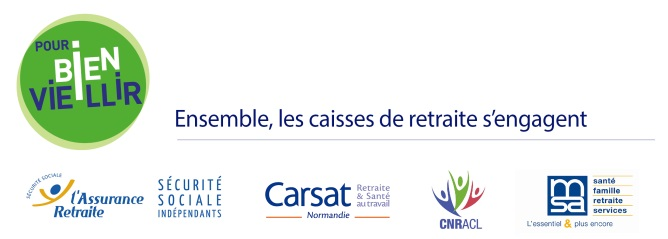 POUR
BIEN
VIEILLIR
Ensemble, les caisses de retraite s'engagent
SÉCURITÉ SOCIALE
l'Assurance
Retraite
SÉCURITÉ
SOCIALE
INDÉPENDANTS
Carsat
Retraite
& Santé
au travail
Normandie
CNRACL
msa
santé
famille
retraite
services
L'essentiel & plus encore